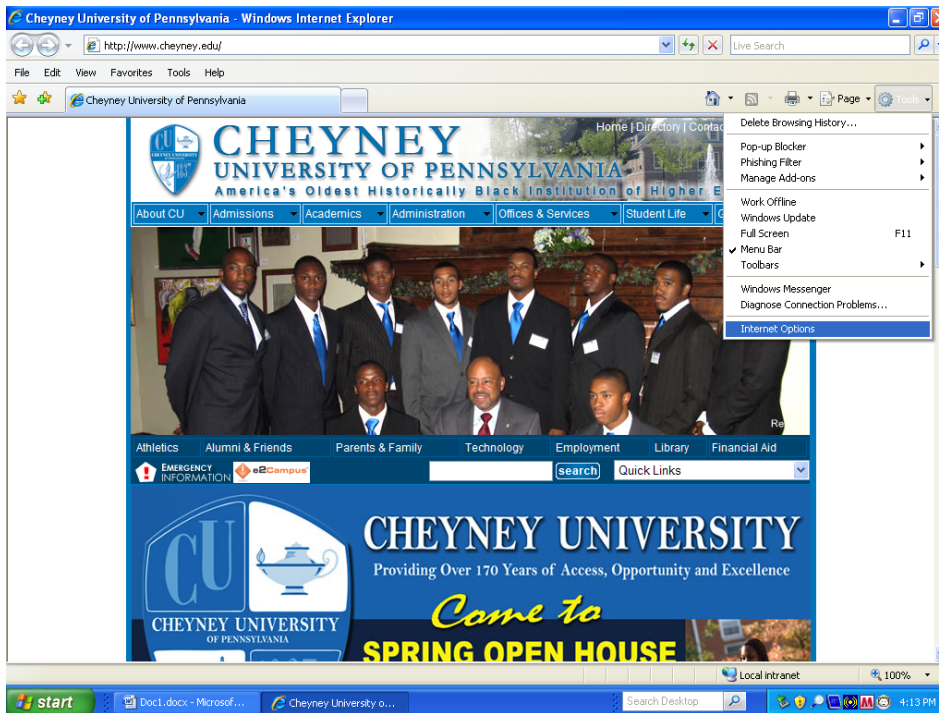 Cheyney University of Pennsylvania - Windows Internet Explorer
http://www.cheyney.edu/
Live Search
File Edit View Favorites Tools Help
Cheyney University of Pennsylvania
Page
Tools
Delete Browsing History...
Pop-up Blocker
Phishing Filter
Manage Add-ons
Work Offline
Windows Update
Full Screen F11
Menu Bar
Toolbars
Windows Messenger
Diagnose Connection Problems...
Internet Options
Home | Directory | Contac
CHEYNEY
UNIVERSITY OF PENNSYLVANIA
America's Oldest Historically Black Institution of Higher E
CU
1837
About CU Admissions Academics Administration Offices & Services Student Life G
Re
Athletics Alumni & Friends Parents & Family Technology Employment Library Financial Aid
EMERGENCY
INFORMATION
e2Campus
search
Quick Links
CU
CHEYNEY UNIVERSITY
OF PENNSYLVANIA
CHEYNEY UNIVERSITY
Providing Over 170 Years of Access, Opportunity and Excellence
Come to
SPRING OPEN HOUSE
Local intranet
100%
start
Doc1.docx - Microsof...
Cheyney University o...
Search Desktop
4:13 PM